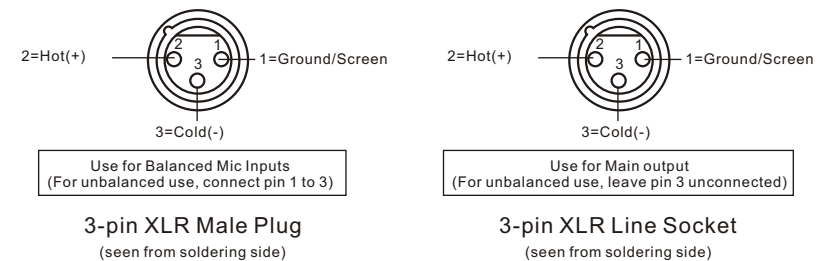 2=Hot(+)
2
1
3
1=Ground/Screen
3=Cold(-)
Use for Balanced Mic Inputs
(For unbalanced use, connect pin 1 to 3)
3-pin XLR Male Plug
(seen from soldering side)
2=Hot(+)
2
1
3
1=Ground/Screen
3=Cold(-)
Use for Main output
(For unbalanced use, leave pin 3 unconnected)
3-pin XLR Line Socket
(seen from soldering side)